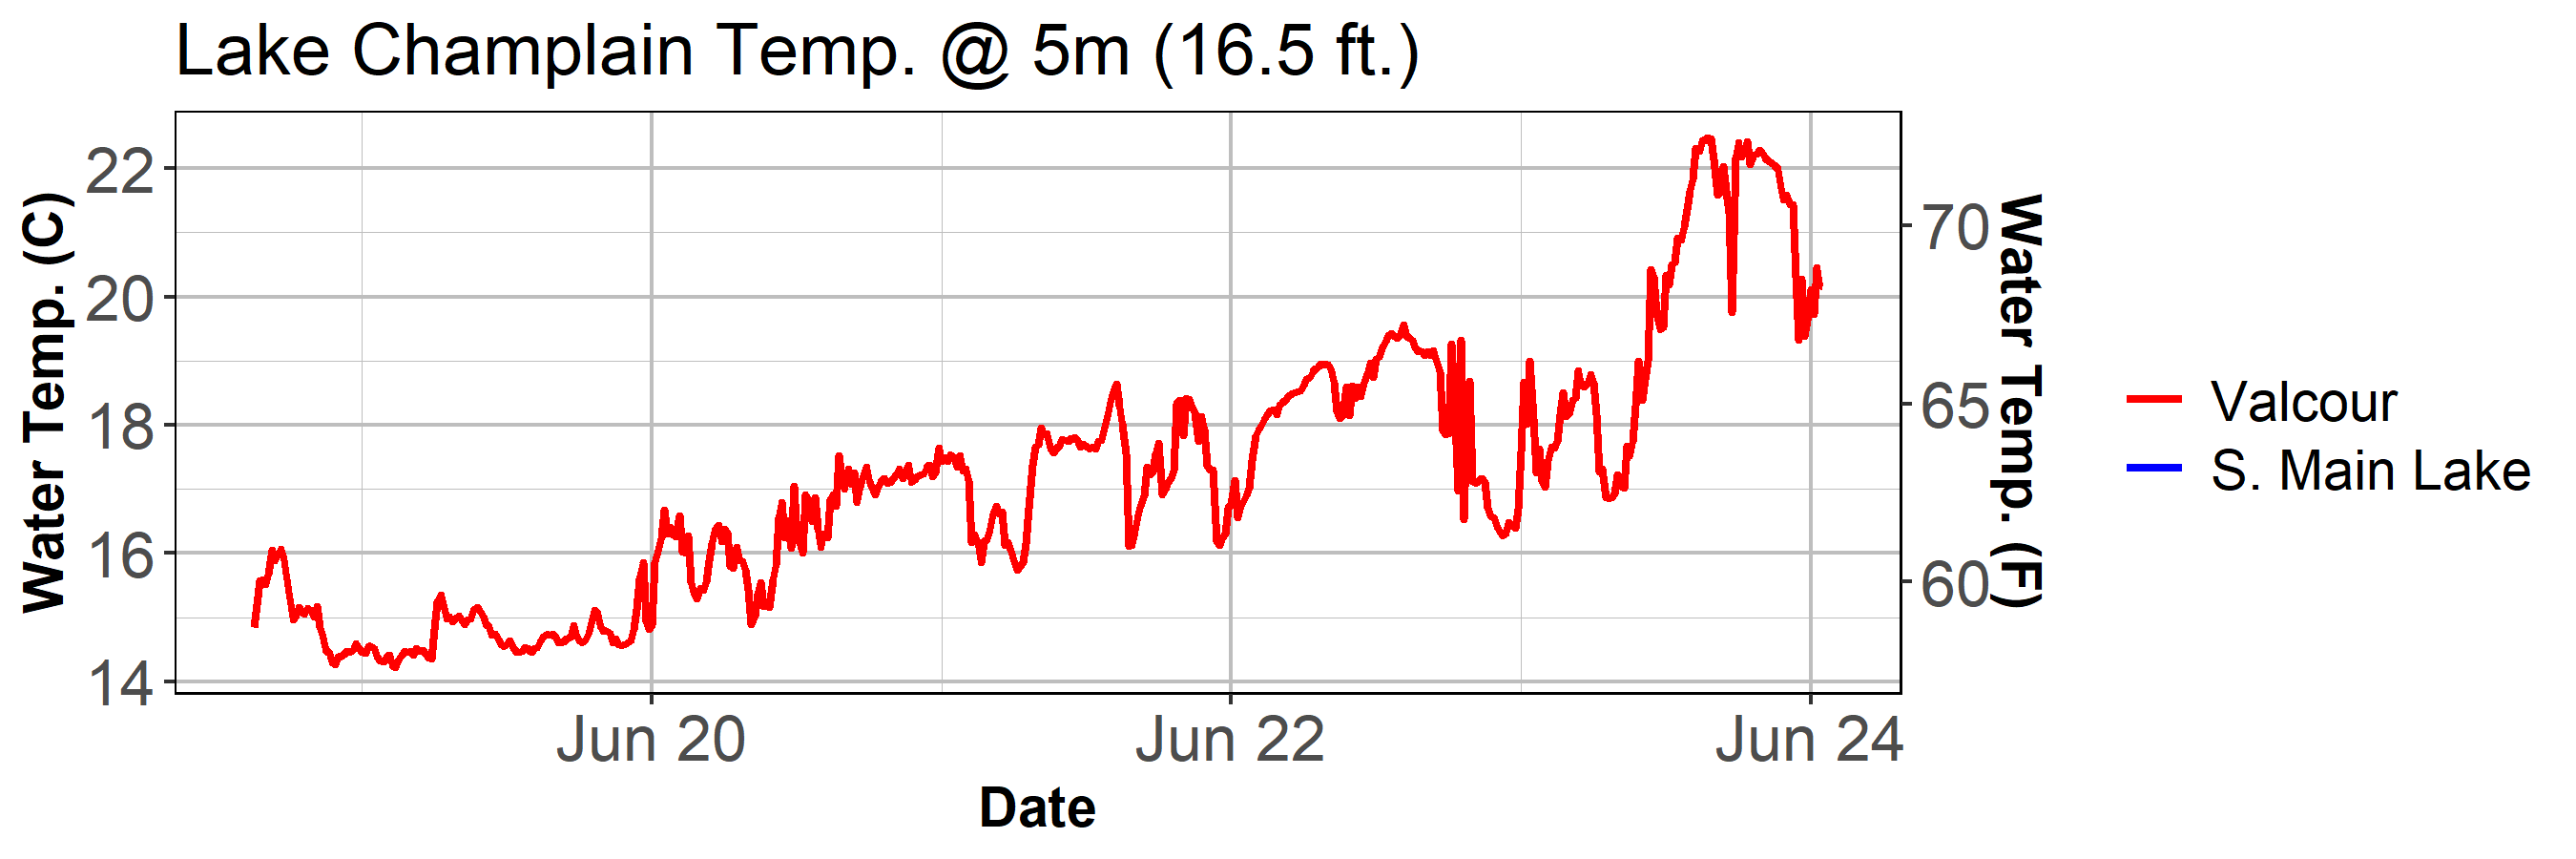 Lake Champlain Temp. @ 5m (16.5 ft.)
Water Temp. (C)
22
20
18
16
14
70
65
60
Water Temp. (F)
Jun 20
Jun 22
Jun 24
Date
Valcour
S. Main Lake